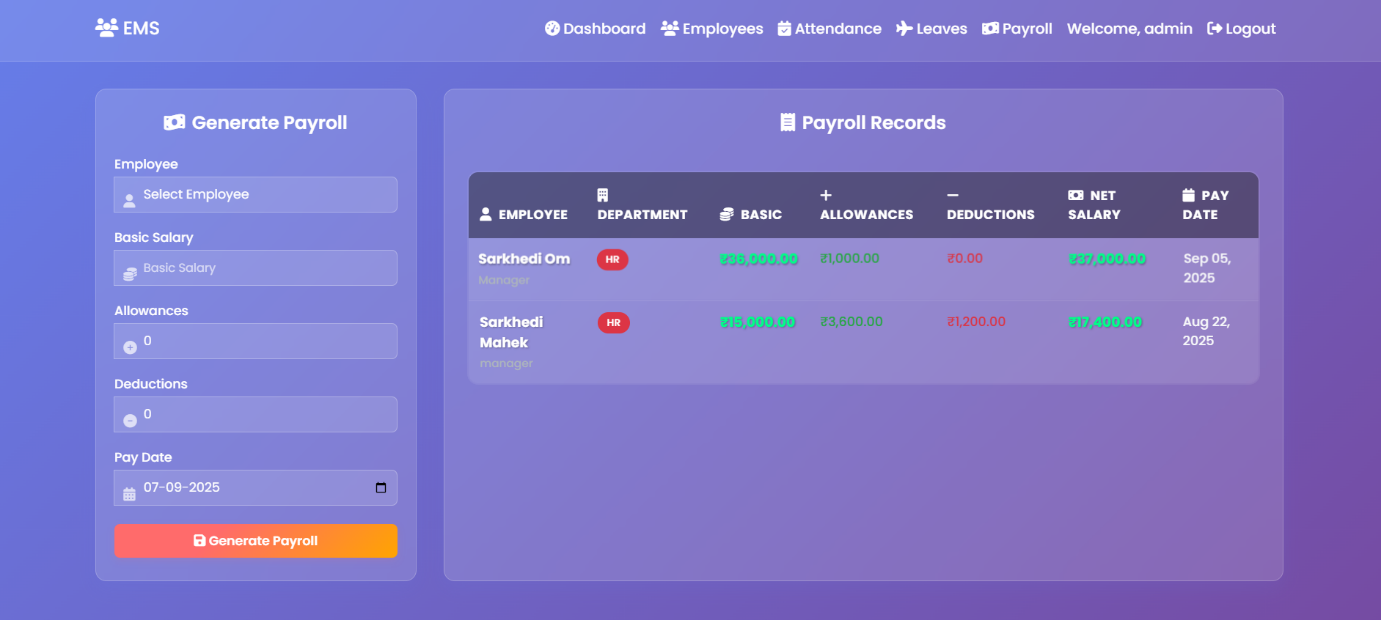 EMS
Dashboard Employees Attendance Leaves Payroll Welcome, admin Logout
Generate Payroll
Employee
Select Employee
Basic Salary
Basic Salary
Allowances
0
Deductions
0
Pay Date
07-09-2025
Generate Payroll
Payroll Records
EMPLOYEE DEPARTMENT BASIC ALLOWANCES DEDUCTIONS NET SALARY PAY DATE
Sarkhedi Om HR ₹36,000.00 ₹1,000.00 ₹0.00 ₹37,000.00 Sep 05, 2025
Manager
Sarkhedi Mahek HR ₹15,000.00 ₹3,600.00 ₹1,200.00 ₹17,400.00 Aug 22, 2025
manager